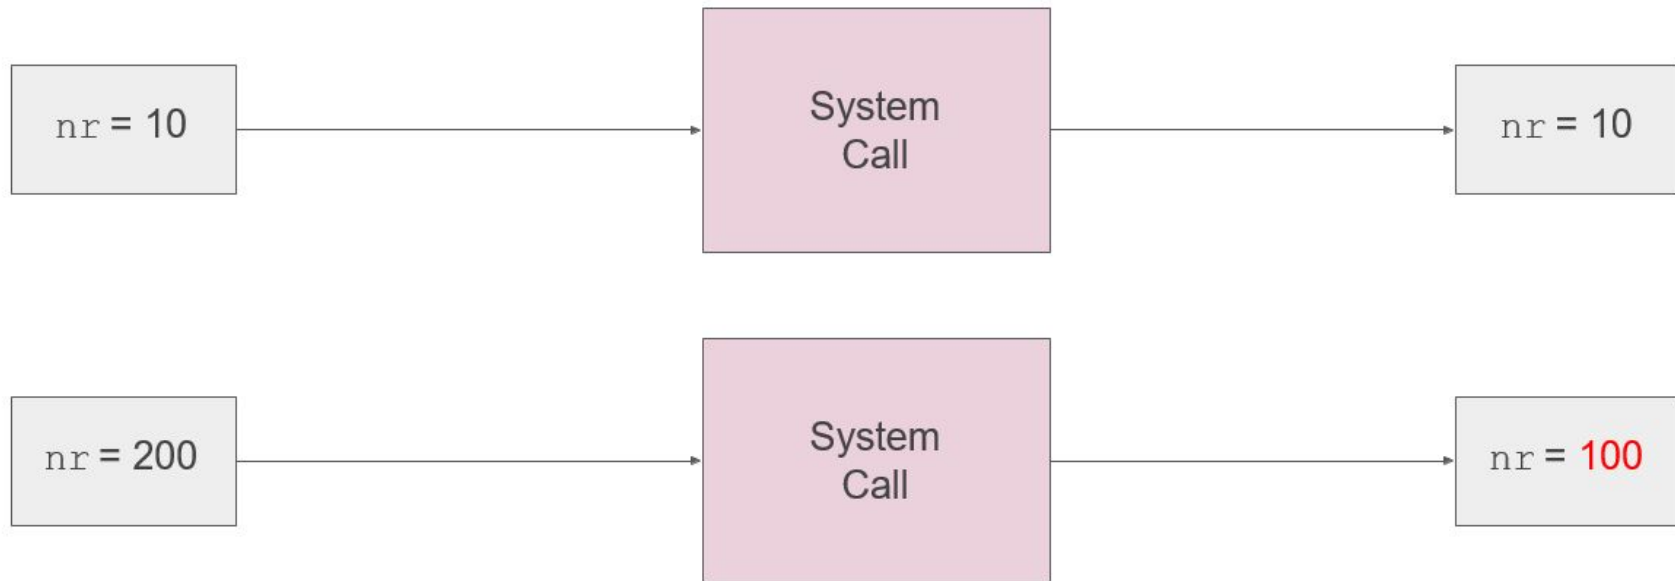 nr = 10
System
Call
nr = 10
nr = 200
System
Call
nr = 100